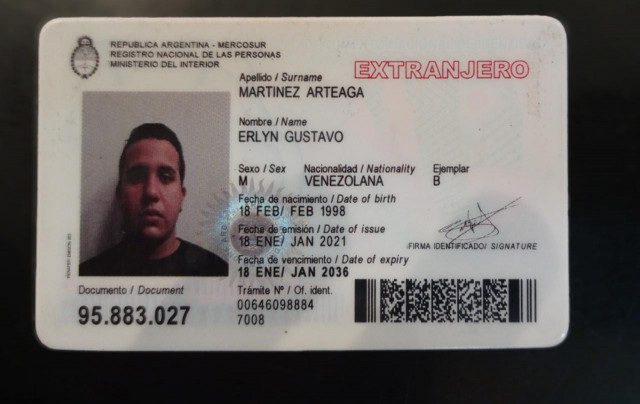 REPUBLICA ARGENTINA - MERCOSUR
REGISTRO NACIONAL DE LAS PERSONAS
MINISTERIO DEL INTERIOR
EXTRANJERO
Apellido / Surname
MARTINEZ ARTEAGA
Nombre / Name
ERLYN GUSTAVO
Sexo / Sex Nacionalidad / Nationality Ejemplar
M VENEZOLANA B
Fecha de nacimiento / Date of birth
18 FEB/ FEB 1998
Fecha de emisión / Date of issue
18 ENE/ JAN 2021
FIRMA IDENTIFICADO/ SIGNATURE
Fecha de vencimiento / Date of expiry
18 ENE/ JAN 2036
Documento / Document
95.883.027
Trámite Nº / Of. ident.
00646098884
7008